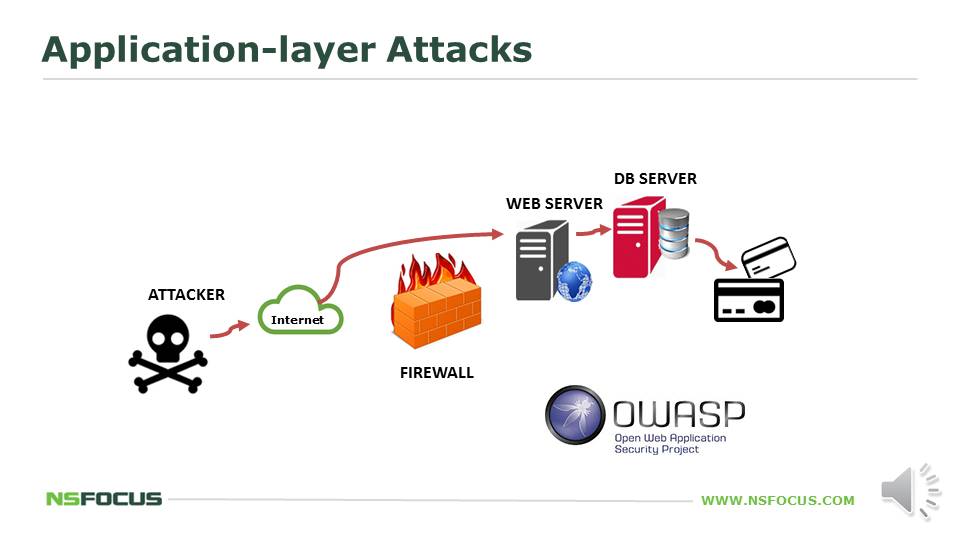 Application-layer Attacks
DB SERVER
WEB SERVER
ATTACKER
Internet
FIREWALL
OWASP
Open Web Application
Security Project
NSFOCUS
WWW.NSFOCUS.COM